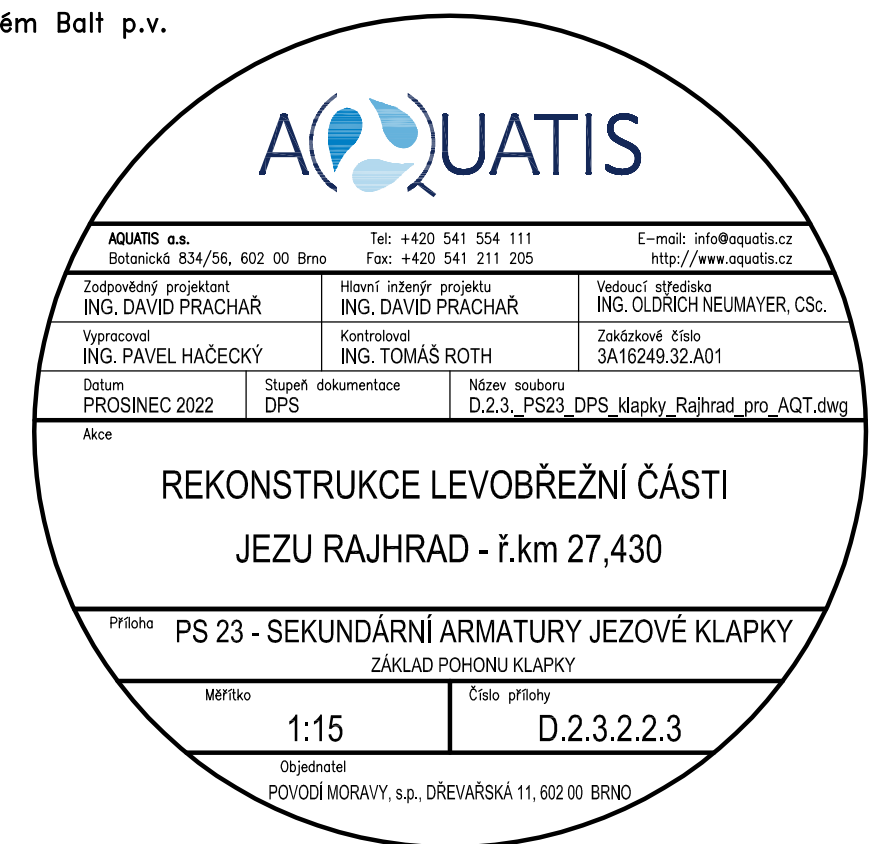 ém Balt p.v.
AQUATIS
AQUATIS a.s. Tel: +420 541 554 111 E-mail: info@aquatis.cz
Botanická 834/56, 602 00 Brno Fax: +420 541 211 205 http://www.aquatis.cz
Zodpovědný projektant Hlavní inženýr projektu Vedoucí střediska
ING. DAVID PRACHAŘ ING. DAVID PRACHAŘ ING. OLDŘICH NEUMAYER, CSc.
Vypracoval Kontroloval Zakázkové číslo
ING. PAVEL HAČECKÝ ING. TOMÁŠ ROTH 3A16249.32.A01
Datum Stupeň dokumentace Název souboru
PROSINEC 2022 DPS D.2.3._PS23_DPS_klapky_Rajhrad_pro_AQT.dwg
Akce
REKONSTRUKCE LEVOBŘEŽNÍ ČÁSTI
JEZU RAJHRAD - ř.km 27,430
Příloha PS 23 - SEKUNDÁRNÍ ARMATURY JEZOVÉ KLAPKY
ZÁKLAD POHONU KLAPKY
Měřítko Číslo přílohy
1:15 D.2.3.2.2.3
Objednatel
POVODÍ MORAVY, s.p., DŘEVAŘSKÁ 11, 602 00 BRNO